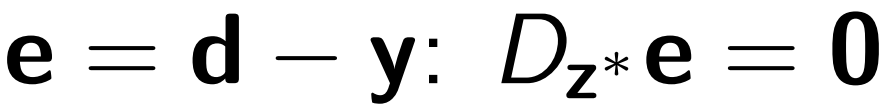 𝐞 = 𝐝 − 𝐲: D_𝐳* 𝐞 = 𝟎